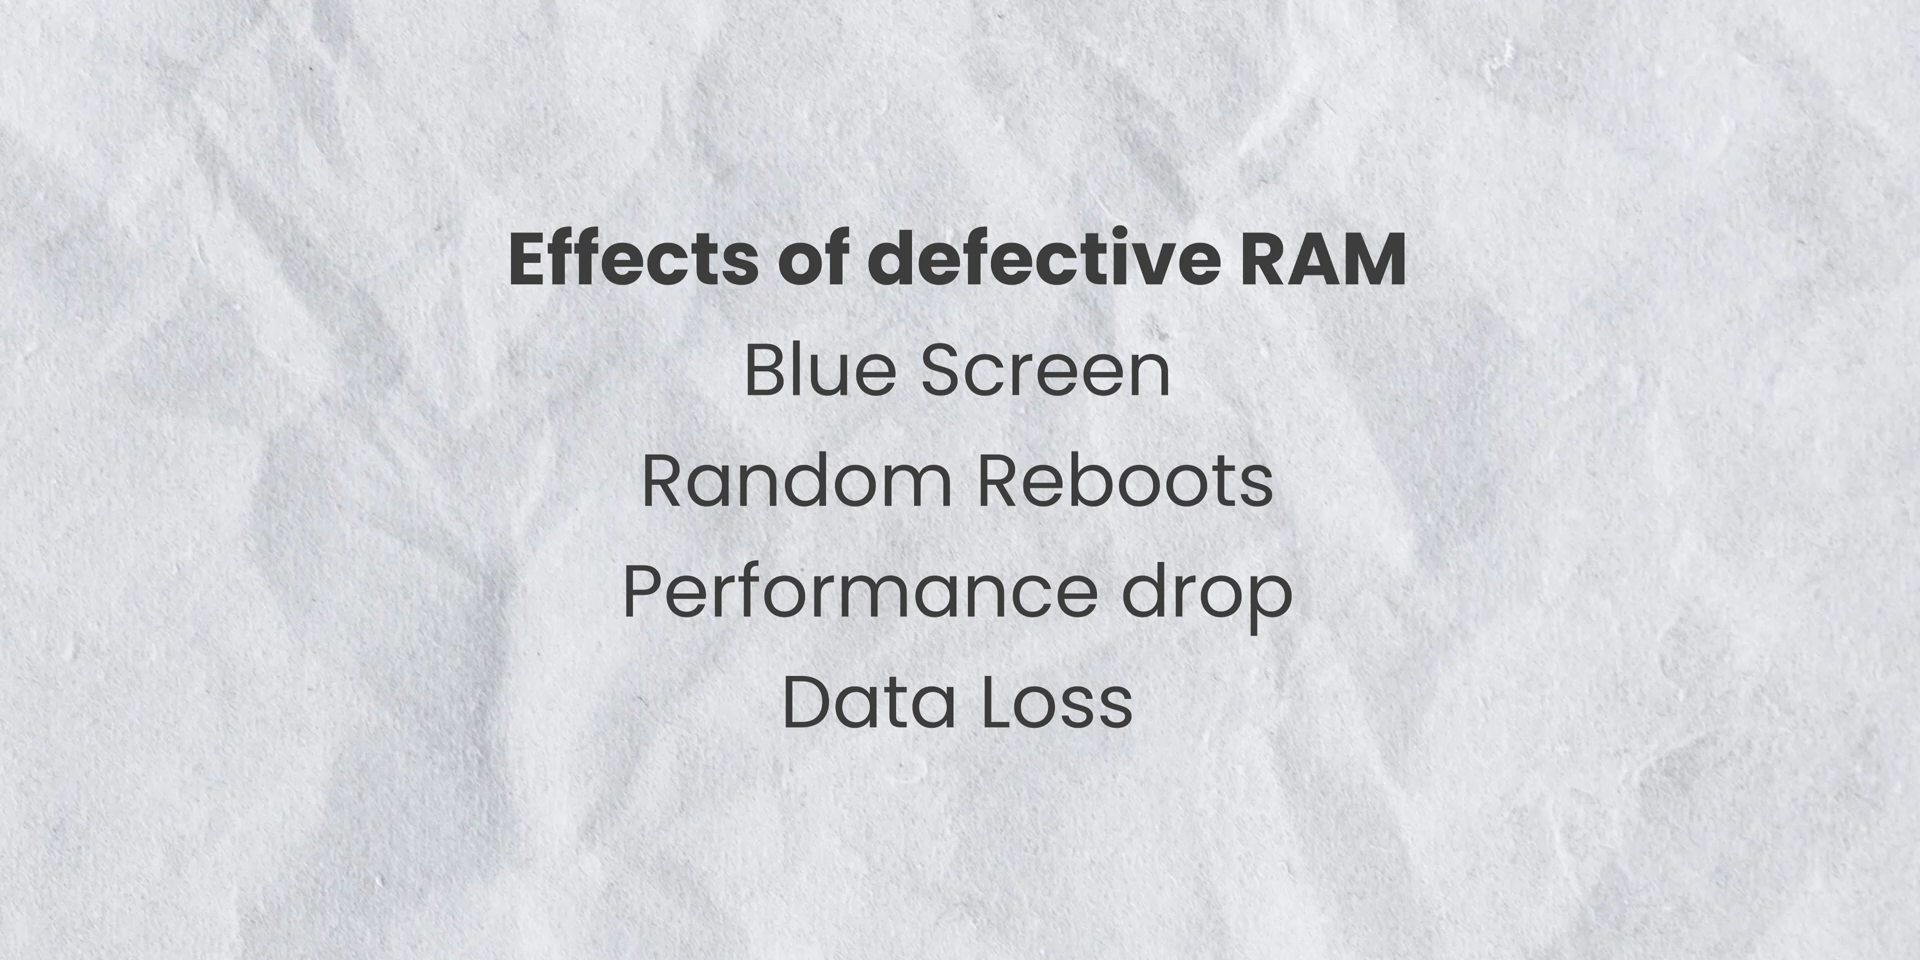 Effects of defective RAM
Blue Screen
Random Reboots
Performance drop
Data Loss